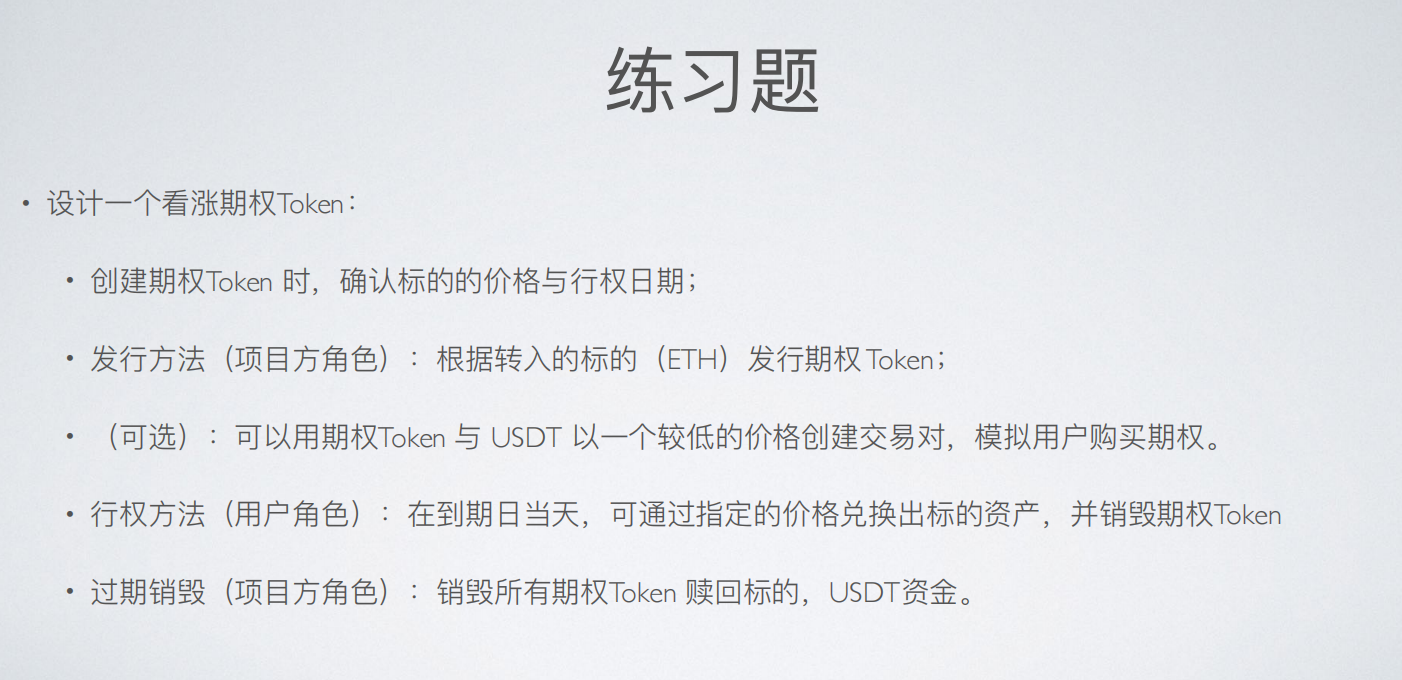 练习题
• 设计一个看涨期权Token：
• 创建期权Token 时，确认标的的价格与行权日期；
• 发行方法（项目方角色）：根据转入的标的（ETH）发行期权Token；
• （可选）：可以用期权Token 与 USDT 以一个较低的价格创建交易对，模拟用户购买期权。
• 行权方法（用户角色）：在到期日当天，可通过指定的价格兑换出标的资产，并销毁期权Token
• 过期销毁（项目方角色）：销毁所有期权Token 赎回标的，USDT资金。